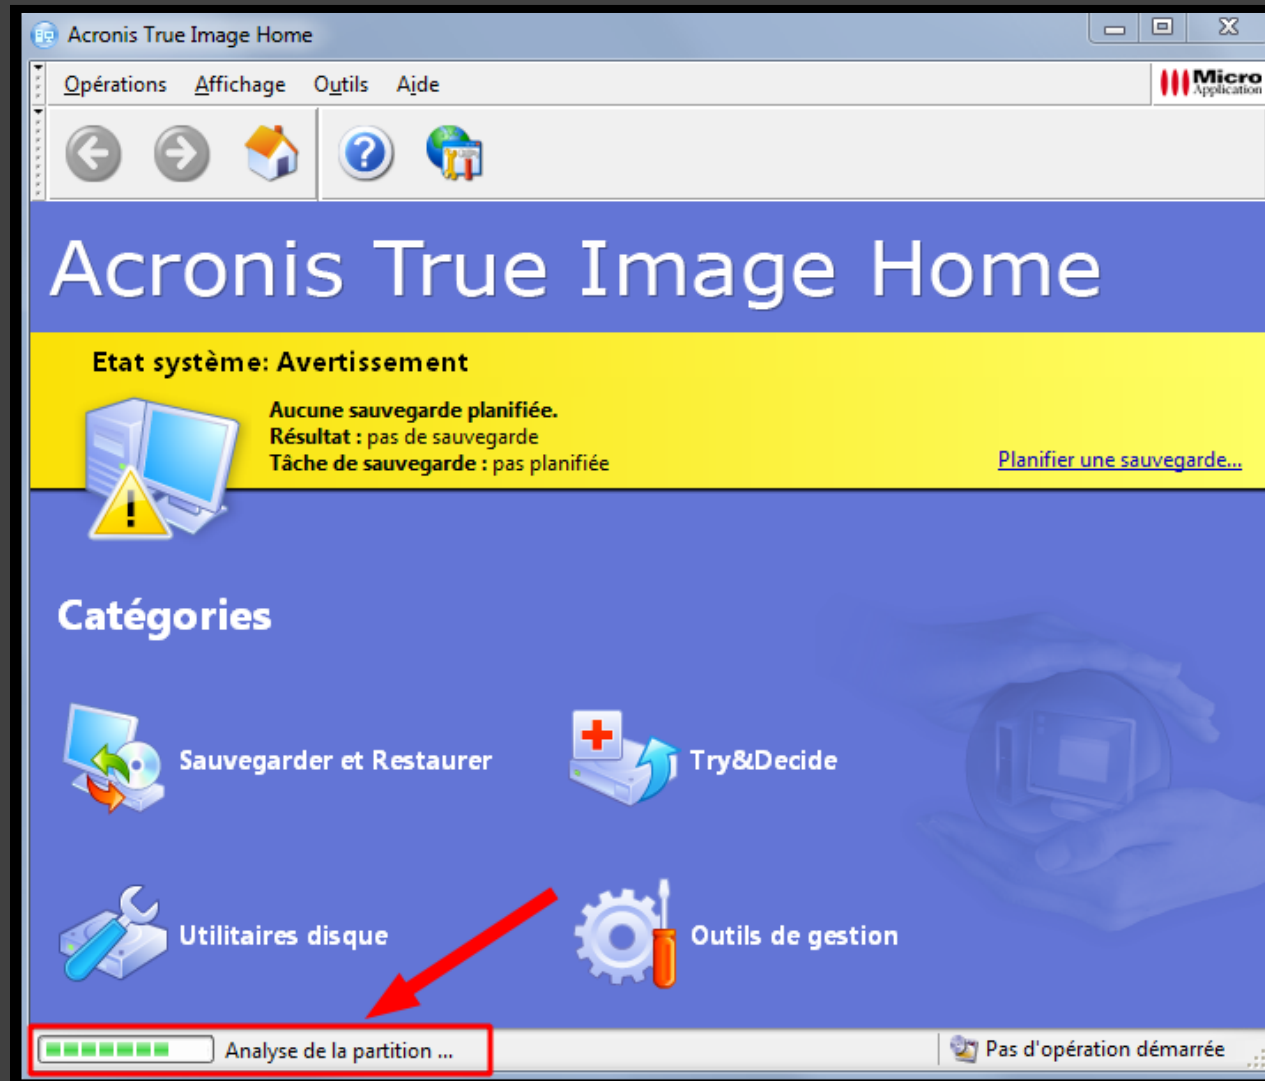 Acronis True Image Home
Opérations Affichage Outils Aide
Micro
Application
Acronis True Image Home
Etat système: Avertissement
Aucune sauvegarde planifiée.
Résultat : pas de sauvegarde
Tâche de sauvegarde : pas planifiée
Planifier une sauvegarde...
Catégories
Sauvegarder et Restaurer
Try&Decide
Utilitaires disque
Outils de gestion
Analyse de la partition ...
Pas d'opération démarrée